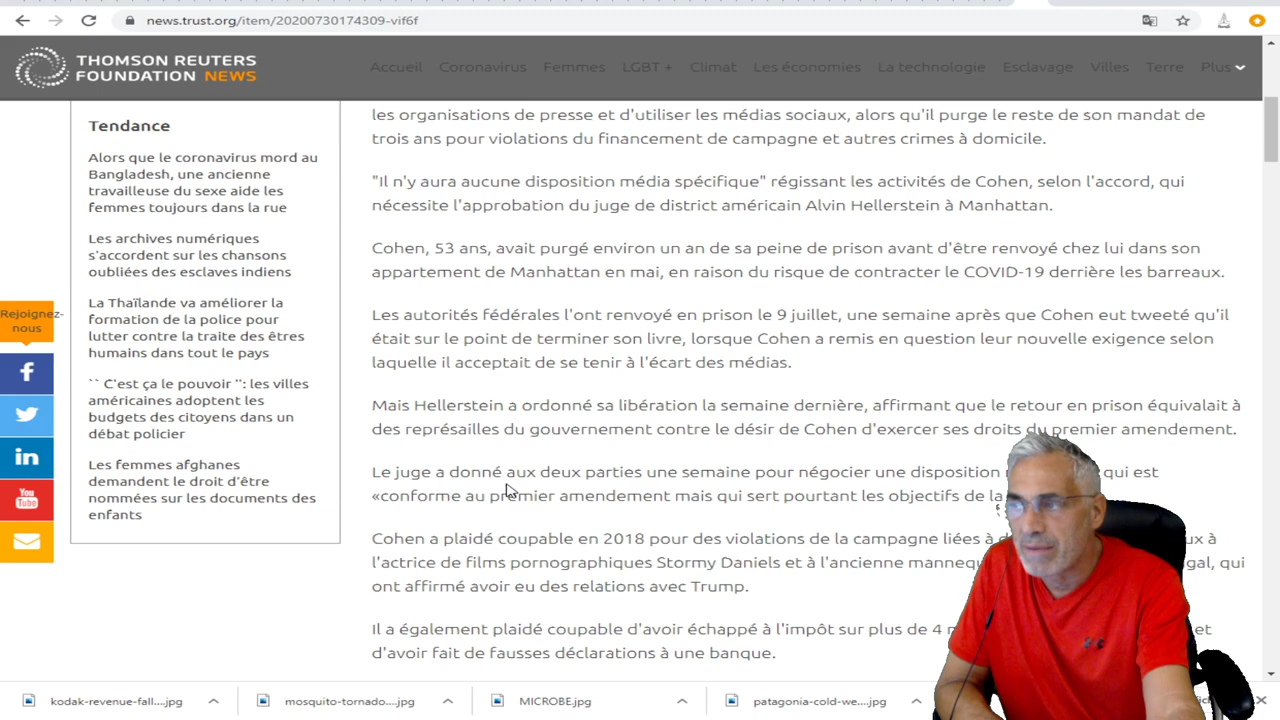 news.trust.org/item/20200730174309-vif6f
THOMSON REUTERS
FOUNDATION NEWS
Accueil Coronavirus Femmes LGBT + Climat Les économies La technologie Esclavage Villes Terre Plus
Tendance
Alors que le coronavirus mord au
Bangladesh, une ancienne
travailleuse du sexe aide les
femmes toujours dans la rue
Les archives numériques
s'accordent sur les chansons
oubliées des esclaves indiens
La Thaïlande va améliorer la
formation de la police pour
lutter contre la traite des êtres
humains dans tout le pays
`` C'est ça le pouvoir '': les villes
américaines adoptent les
budgets des citoyens dans un
débat policier
Les femmes afghanes
demandent le droit d'être
nommées sur les documents des
enfants
Rejoignez-
nous
You
Tube
les organisations de presse et d'utiliser les médias sociaux, alors qu'il purge le reste de son mandat de
trois ans pour violations du financement de campagne et autres crimes à domicile.
"Il n'y aura aucune disposition média spécifique" régissant les activités de Cohen, selon l'accord, qui
nécessite l'approbation du juge de district américain Alvin Hellerstein à Manhattan.
Cohen, 53 ans, avait purgé environ un an de sa peine de prison avant d'être renvoyé chez lui dans son
appartement de Manhattan en mai, en raison du risque de contracter le COVID-19 derrière les barreaux.
Les autorités fédérales l'ont renvoyé en prison le 9 juillet, une semaine après que Cohen eut tweeté qu'il
était sur le point de terminer son livre, lorsque Cohen a remis en question leur nouvelle exigence selon
laquelle il acceptait de se tenir à l'écart des médias.
Mais Hellerstein a ordonné sa libération la semaine dernière, affirmant que le retour en prison équivalait à
des représailles du gouvernement contre le désir de Cohen d'exercer ses droits du premier amendement.
Le juge a donné aux deux parties une semaine pour négocier une disposition qui est
«conforme au premier amendement mais qui sert pourtant les objectifs de la
Cohen a plaidé coupable en 2018 pour des violations de la campagne liées à à
l'actrice de films pornographiques Stormy Daniels et à l'ancienne qui
ont affirmé avoir eu des relations avec Trump.
Il a également plaidé coupable d'avoir échappé à l'impôt sur plus de 4 et
d'avoir fait de fausses déclarations à une banque.
kodak-revenue-fall....jpg mosquito-tornado....jpg MICROBE.jpg patagonia-cold-we....jpg